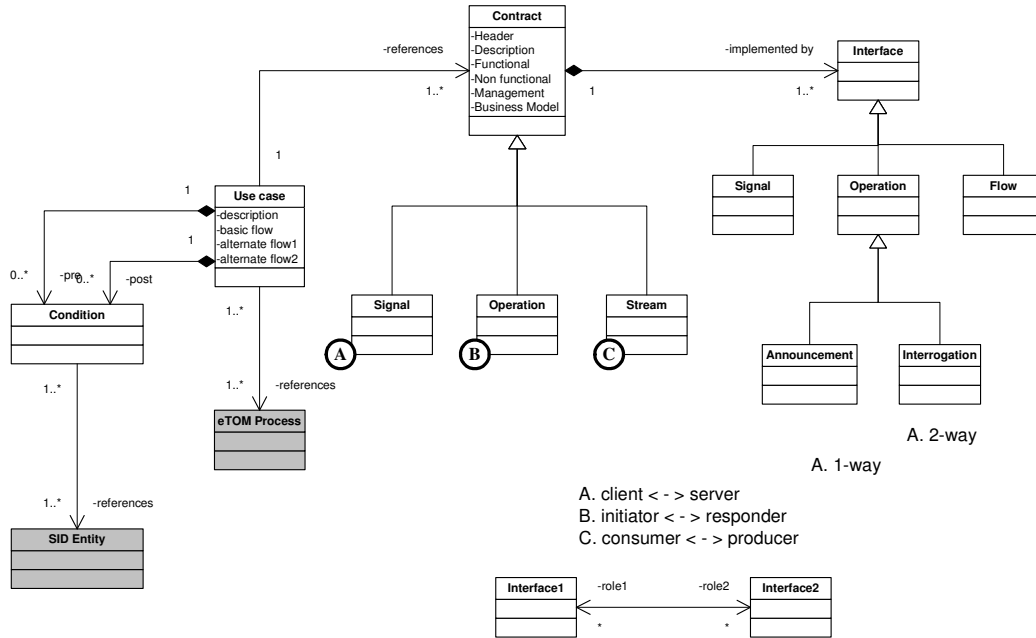 Contract
-Header
-Description
-Functional
-Non functional
-Management
-Business Model
-references
1..*
1
-implemented by
1..*
Interface
1
Signal
Operation
Flow
Use case
-description
-basic flow
-alternate flow1
-alternate flow2
1
1
0..*
-pre
0..*
-post
Condition
Signal
Operation
Stream
A
B
C
Announcement
Interrogation
1..*
1..*
1..*
-references
eTOM Process
A. 2-way
A. 1-way
1..*
-references
SID Entity
A. client < - > server
B. initiator < - > responder
C. consumer < - > producer
Interface1
-role1
-role2
Interface2
*
*